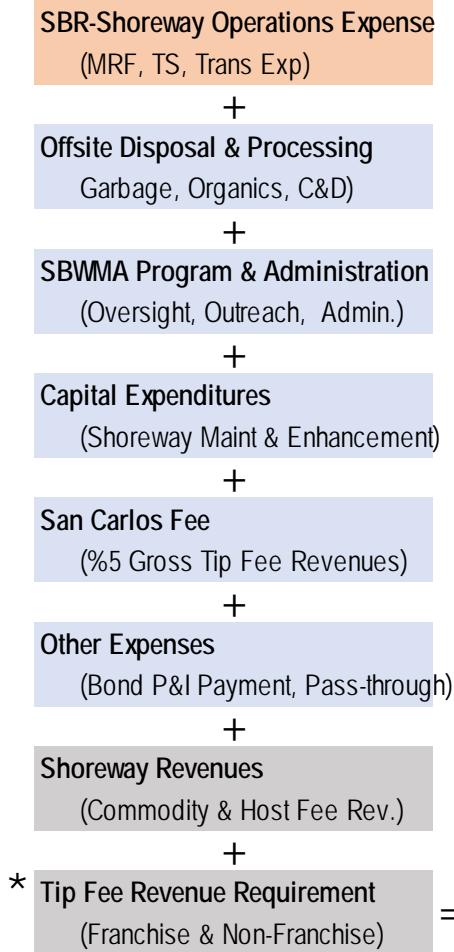 SBR-Shoreway Operations Expense
(MRF, TS, Trans Exp)
+
Offsite Disposal & Processing
Garbage, Organics, C&D)
+
SBWMA Program & Administration
(Oversight, Outreach, Admin.)
+
Capital Expenditures
(Shoreway Maint & Enhancement)
+
San Carlos Fee
(%5 Gross Tip Fee Revenues)
+
Other Expenses
(Bond P&I Payment, Pass-through)
+
Shoreway Revenues
(Commodity & Host Fee Rev.)
+
* Tip Fee Revenue Requirement
(Franchise & Non-Franchise) =